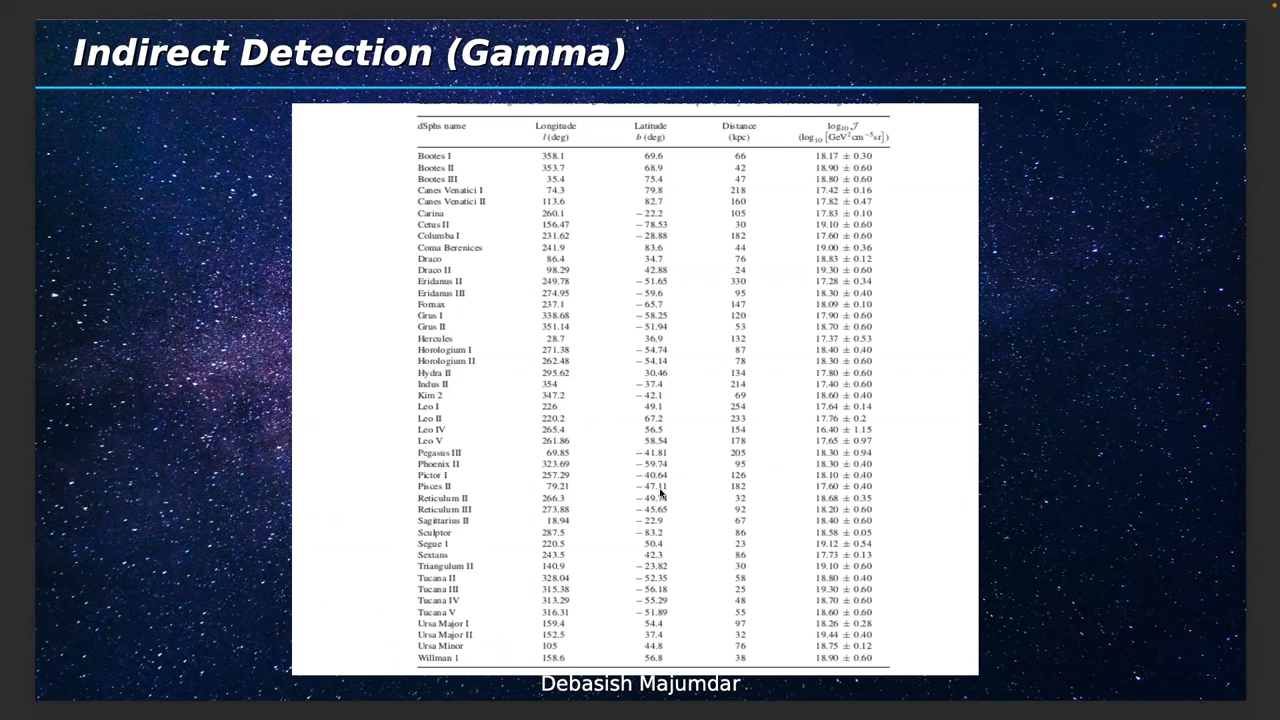 Indirect Detection (Gamma)
dSphs name Longitude Latitude Distance log₁₀ 𝒥
l (deg) b (deg) (kpc) (log₁₀ [GeV²cm⁻⁵sr])
Bootes I 358.1 69.6 66 18.17 ± 0.30
Bootes II 353.7 68.9 42 18.90 ± 0.60
Bootes III 35.4 75.4 47 18.80 ± 0.60
Canes Venatici I 74.3 79.8 218 17.42 ± 0.16
Canes Venatici II 113.6 82.7 160 17.82 ± 0.47
Carina 260.1 −22.2 105 17.83 ± 0.10
Cetus II 156.47 −78.53 30 19.10 ± 0.60
Columba I 231.62 −28.88 182 17.60 ± 0.60
Coma Berenices 241.9 83.6 44 19.00 ± 0.36
Draco 86.4 34.7 76 18.83 ± 0.12
Draco II 98.29 42.88 24 19.30 ± 0.60
Eridanus II 249.78 −51.65 330 17.28 ± 0.34
Eridanus III 274.95 −59.6 95 18.30 ± 0.40
Fornax 237.1 −65.7 147 18.09 ± 0.10
Grus I 338.68 −58.25 120 17.90 ± 0.60
Grus II 351.14 −51.94 53 18.70 ± 0.60
Hercules 28.7 36.9 132 17.37 ± 0.53
Horologium I 271.38 −54.74 87 18.40 ± 0.40
Horologium II 262.48 −54.14 78 18.30 ± 0.60
Hydra II 295.62 30.46 134 17.80 ± 0.60
Indus II 354 −37.4 214 17.40 ± 0.60
Kim 2 347.2 −42.1 69 18.60 ± 0.40
Leo I 226 49.1 254 17.64 ± 0.14
Leo II 220.2 67.2 233 17.76 ± 0.2
Leo IV 265.4 56.5 154 16.40 ± 1.15
Leo V 261.86 58.54 178 17.65 ± 0.97
Pegasus III 69.85 −41.81 205 18.30 ± 0.94
Phoenix II 323.69 −59.74 95 18.30 ± 0.40
Pictor I 257.29 −40.64 126 18.10 ± 0.40
Pisces II 79.21 −47.11 182 17.60 ± 0.40
Reticulum II 266.3 32 18.68 ± 0.35
Reticulum III 273.88 −45.65 92 18.20 ± 0.60
Sagittarius II 18.94 −22.9 67 18.40 ± 0.60
Sculptor 287.5 −83.2 86 18.58 ± 0.05
Segue 1 220.5 50.4 23 19.12 ± 0.54
Sextans 243.5 42.3 86 17.73 ± 0.13
Triangulum II 140.9 −23.82 30 19.10 ± 0.60
Tucana II 328.04 −52.35 58 18.80 ± 0.40
Tucana III 315.38 −56.18 25 19.30 ± 0.60
Tucana IV 313.29 −55.29 48 18.70 ± 0.60
Tucana V 316.31 −51.89 55 18.60 ± 0.60
Ursa Major I 159.4 54.4 97 18.26 ± 0.28
Ursa Major II 152.5 37.4 32 19.44 ± 0.40
Ursa Minor 105 44.8 76 18.75 ± 0.12
Willman 1 158.6 56.8 38 18.90 ± 0.60
Debasish Majumdar